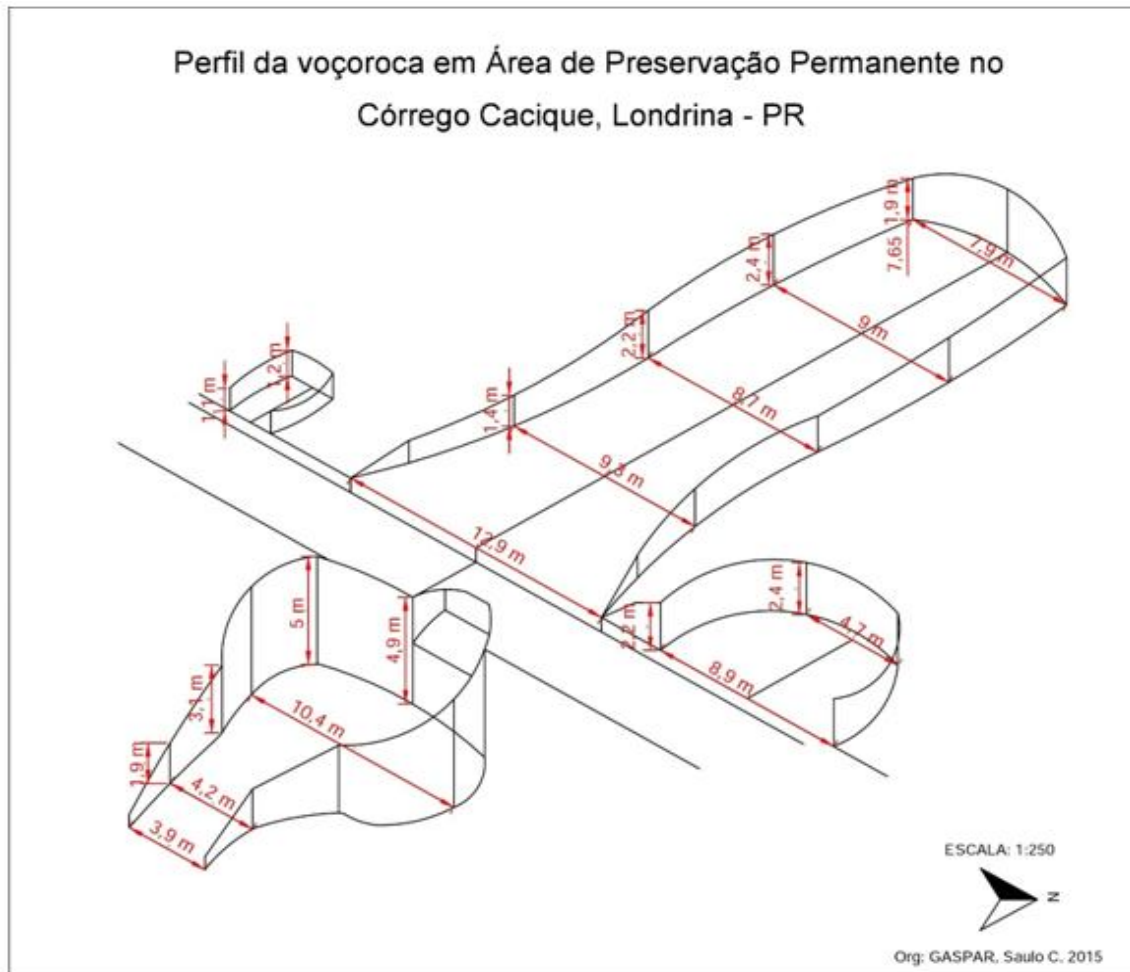 Perfil da voçoroca em Área de Preservação Permanente no
Córrego Cacique, Londrina - PR
1,9 m
7,65
7,9 m
2,4 m
9 m
2,2 m
8,7 m
1,2 m
1,1 m
1,4 m
9,3 m
12,9 m
2,4 m
4,7 m
2,2 m
8,9 m
5 m
4,9 m
3,1 m
10,4 m
1,9 m
4,2 m
3,9 m
ESCALA: 1:250
N
Org: GASPAR, Saulo C. 2015